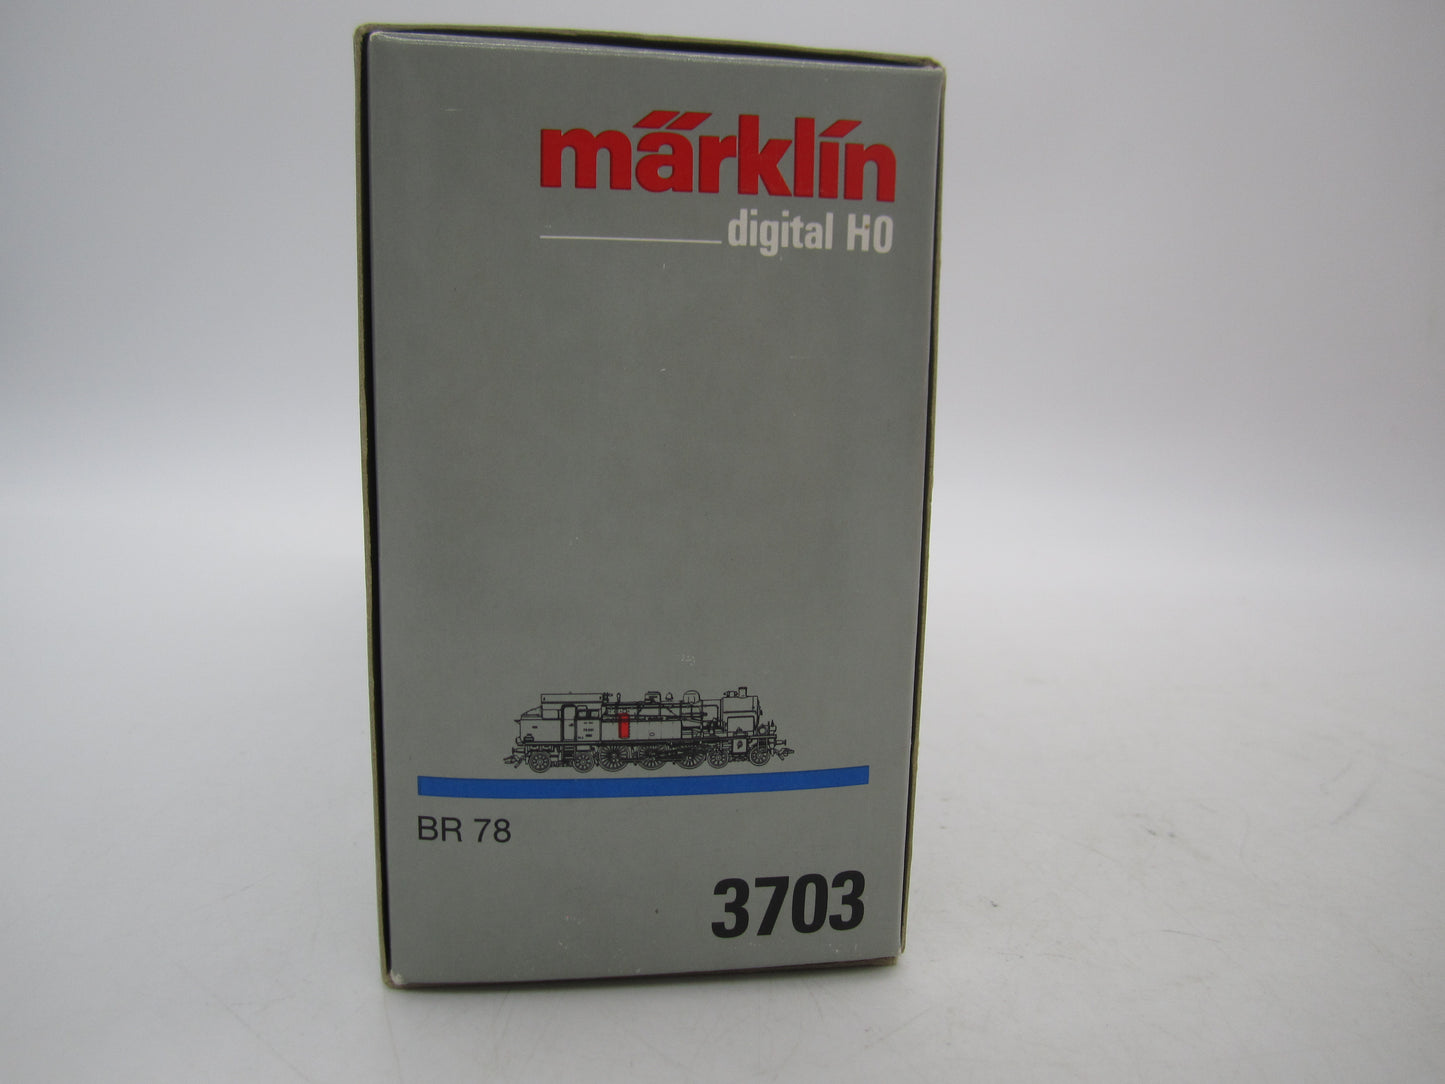 märklin
digital H0
BR 78
3703